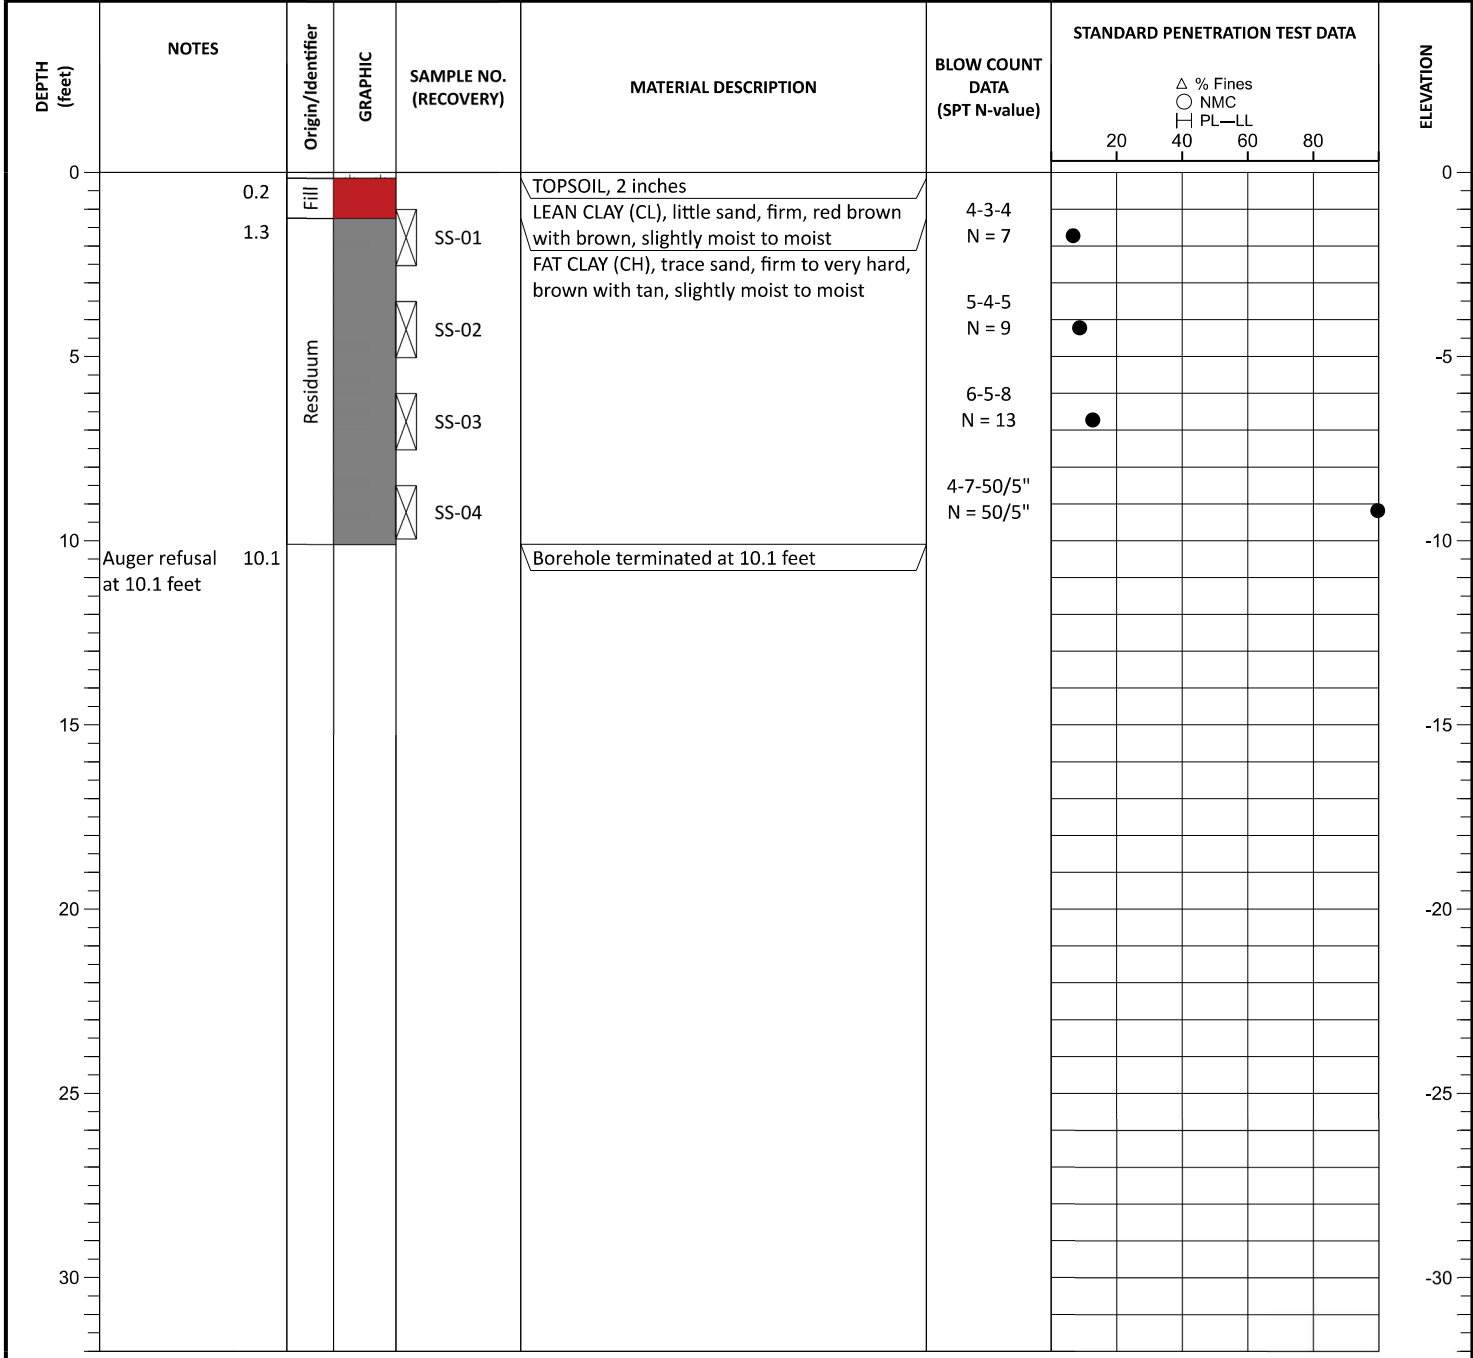 DEPTH
(feet)
NOTES
Origin/Identifier
GRAPHIC
SAMPLE NO.
(RECOVERY)
MATERIAL DESCRIPTION
BLOW COUNT
DATA
(SPT N-value)
STANDARD PENETRATION TEST DATA
△ % Fines
○ NMC
PL—LL
20 40 60 80
ELEVATION
0
0
0.2
Fill
TOPSOIL, 2 inches
1.3
SS-01
LEAN CLAY (CL), little sand, firm, red brown
with brown, slightly moist to moist
4-3-4
N = 7
FAT CLAY (CH), trace sand, firm to very hard,
brown with tan, slightly moist to moist
Residuum
SS-02
5-4-5
N = 9
5
-5
SS-03
6-5-8
N = 13
SS-04
4-7-50/5"
N = 50/5"
10
-10
Auger refusal
at 10.1 feet
10.1
Borehole terminated at 10.1 feet
15
-15
20
-20
25
-25
30
-30